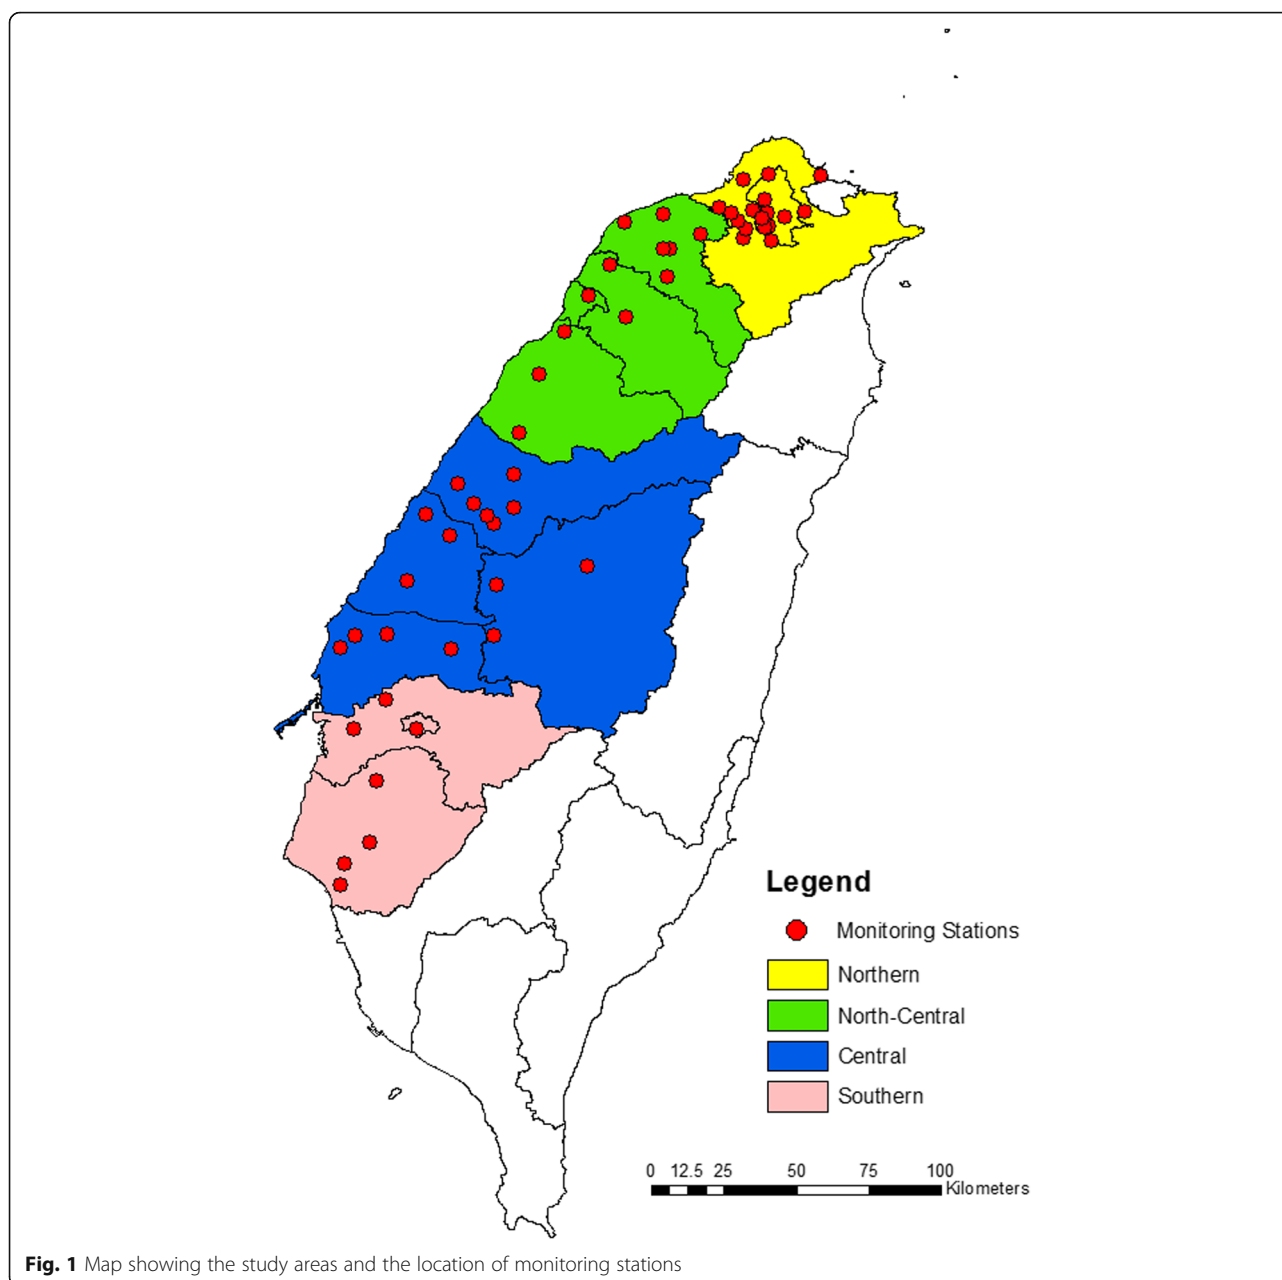 Legend
Monitoring Stations
Northern
North-Central
Central
Southern
0 12.5 25 50 75 100
Kilometers
Fig. 1 Map showing the study areas and the location of monitoring stations